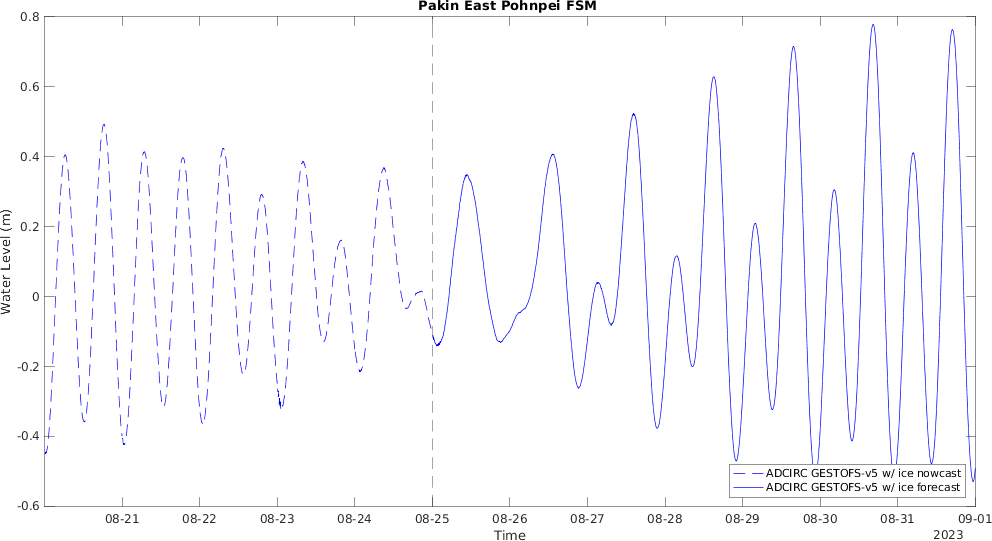 Pakin East Pohnpei FSM
Water Level (m)
0.8
0.6
0.4
0.2
0
-0.2
-0.4
-0.6
ADCIRC GESTOFS-v5 w/ ice nowcast
ADCIRC GESTOFS-v5 w/ ice forecast
08-21 08-22 08-23 08-24 08-25 08-26 08-27 08-28 08-29 08-30 08-31 09-01
Time
2023